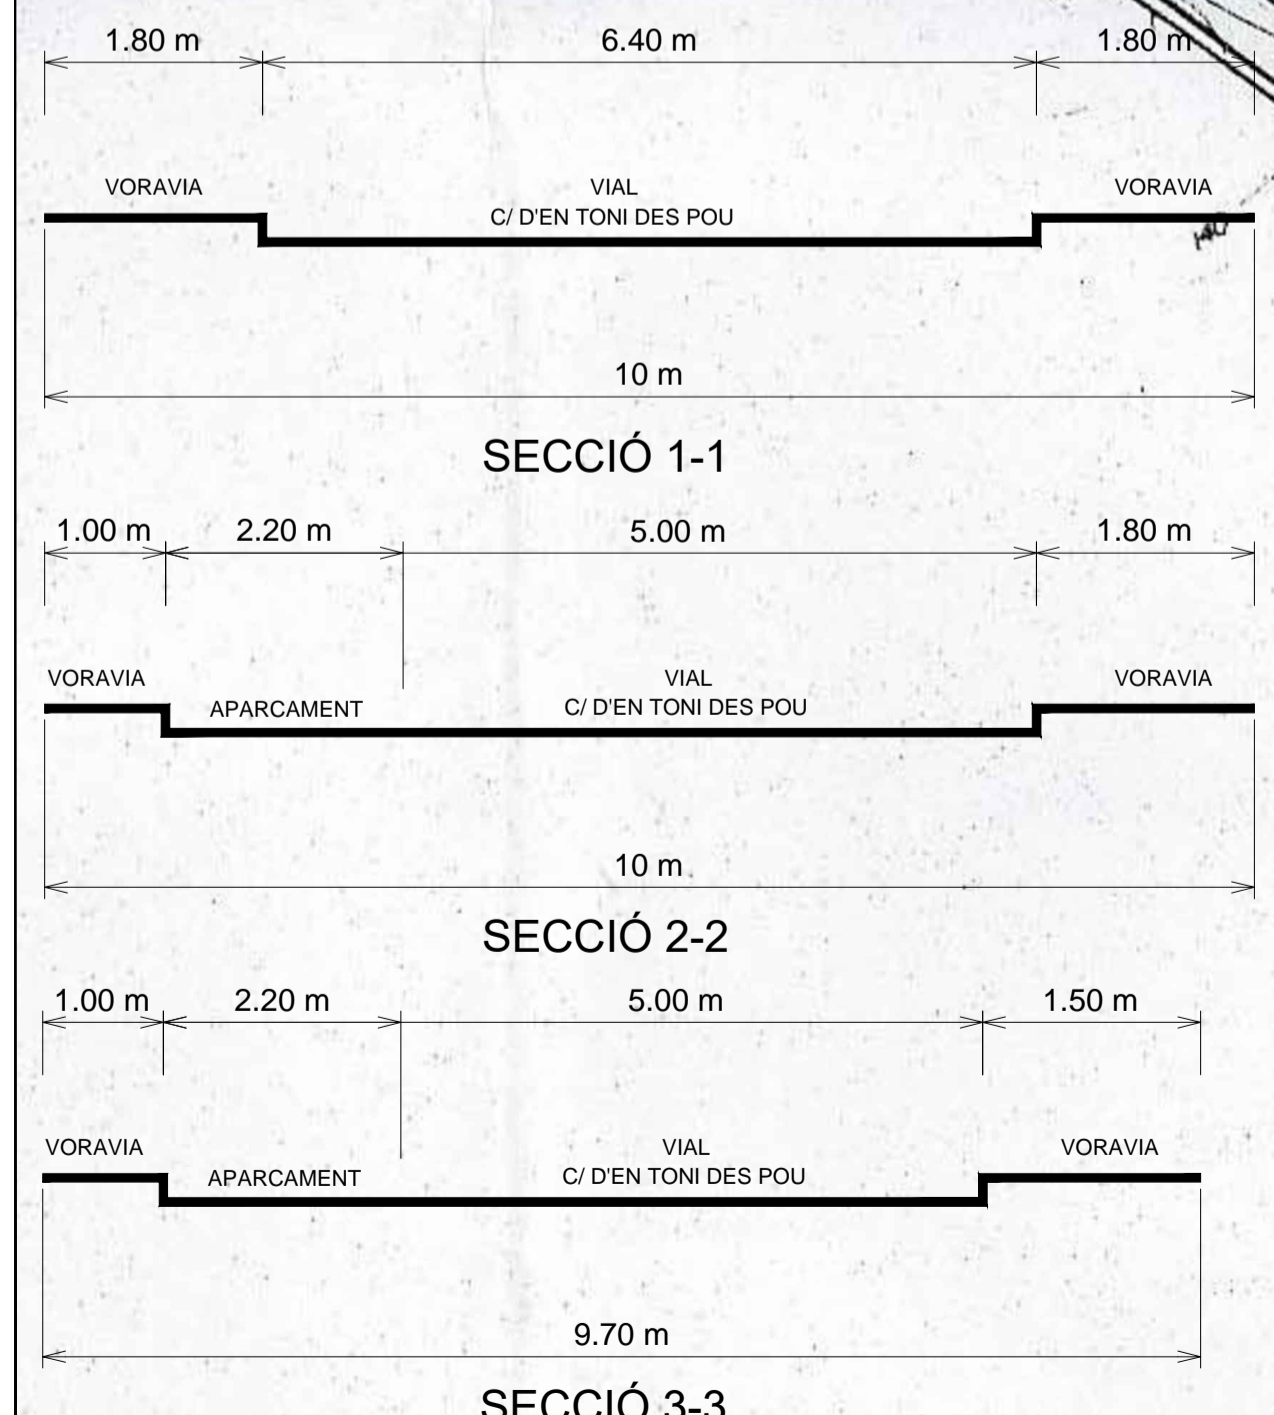 1.80 m 6.40 m 1.80 m
VORAVIA VIAL VORAVIA
C/ D'EN TONI DES POU
10 m
SECCIÓ 1-1
1.00 m 2.20 m 5.00 m 1.80 m
VORAVIA VIAL VORAVIA
APARCAMENT C/ D'EN TONI DES POU
10 m
SECCIÓ 2-2
1.00 m 2.20 m 5.00 m 1.50 m
VORAVIA VIAL VORAVIA
APARCAMENT C/ D'EN TONI DES POU
9.70 m
SECCIÓ 3-3